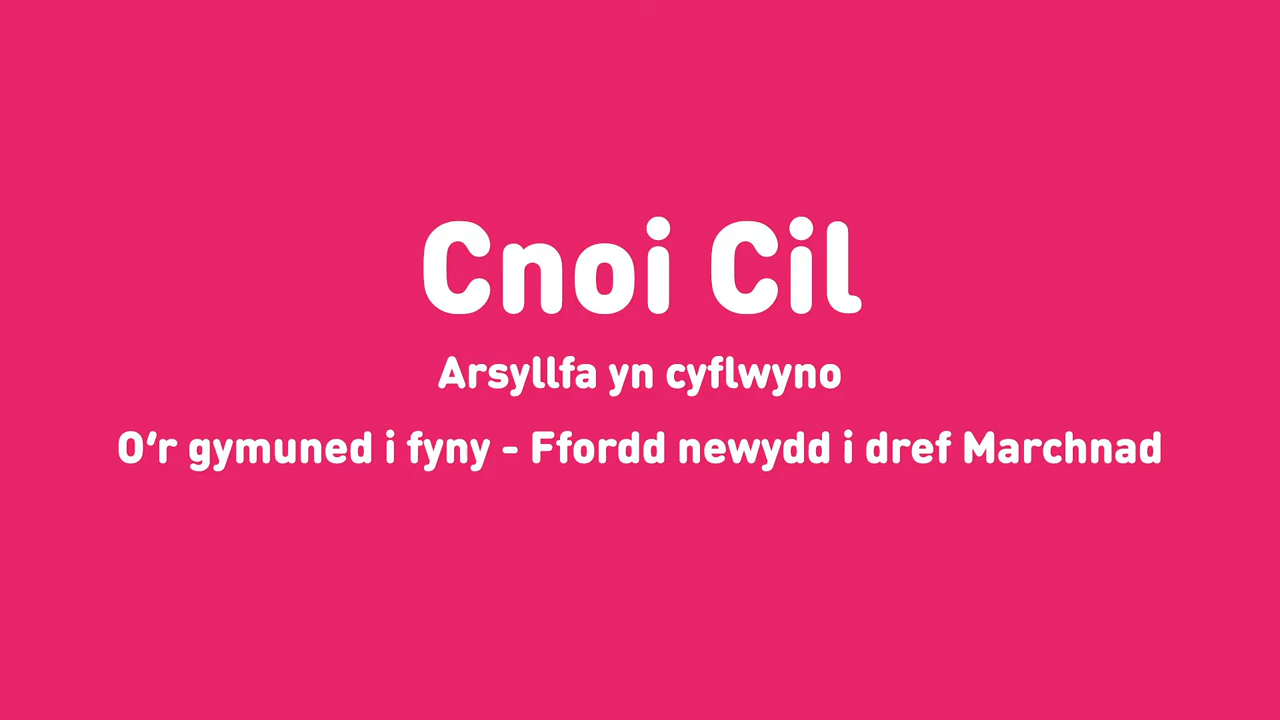 Cnoi Cil
Arsyllfa yn cyflwyno
O’r gymuned i fyny - Ffordd newydd i dref Marchnad